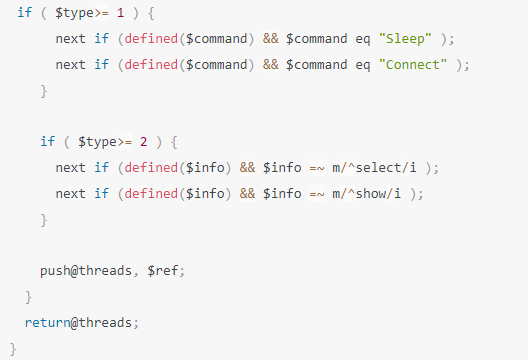 if ( $type>= 1 ) {
next if (defined($command) && $command eq "Sleep" );
next if (defined($command) && $command eq "Connect" );
}
if ( $type>= 2 ) {
next if (defined($info) && $info =~ m/^select/i );
next if (defined($info) && $info =~ m/^show/i );
}
push@threads, $ref;
}
return@threads;
}